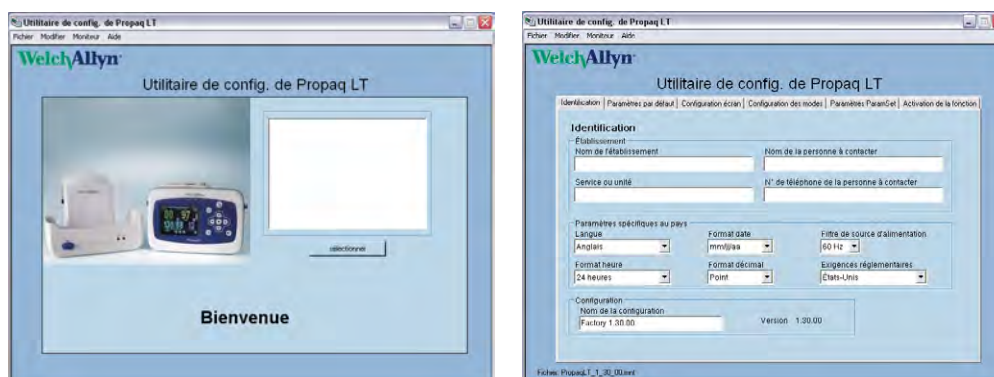 Utilitaire de config. de Propaq LT
Fichier Modifier Moniteur Aide
WelchAllyn
Utilitaire de config. de Propaq LT
sélectionner
Bienvenue
Utilitaire de config. de Propaq LT
Fichier Modifier Moniteur Aide
WelchAllyn
Utilitaire de config. de Propaq LT
Identification Paramètres par défaut Configuration écran Configuration des modes Paramètres ParamSet Activation de la fonction
Identification
Établissement
Nom de l'établissement Nom de la personne à contacter
Service ou unité N° de téléphone de la personne à contacter
Paramètres spécifiques au pays
Langue Format date Filtre de source d'alimentation
Anglais mm/jj/aa 60 Hz
Format heure Format décimal Exigences réglementaires
24 heures Point États-Unis
Configuration
Nom de la configuration
Factory 1.30.00 Version 1.30.00
Fichier: PropaqLT_1_30_00.wnt